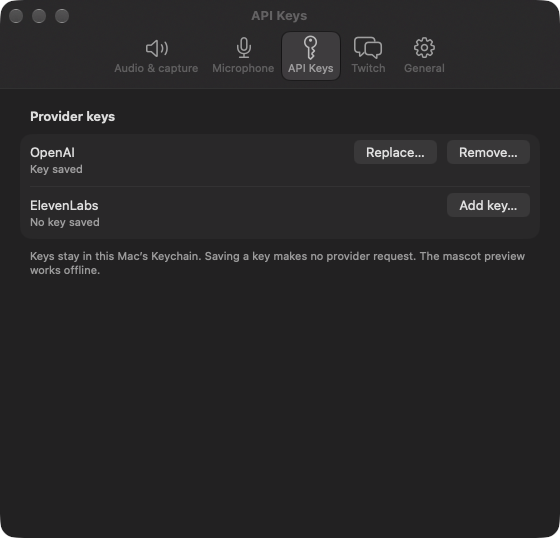 API Keys
Audio & capture
Microphone
API Keys
Twitch
General
Provider keys
OpenAI
Replace...
Remove...
Key saved
ElevenLabs
Add key...
No key saved
Keys stay in this Mac’s Keychain. Saving a key makes no provider request. The mascot preview
works offline.